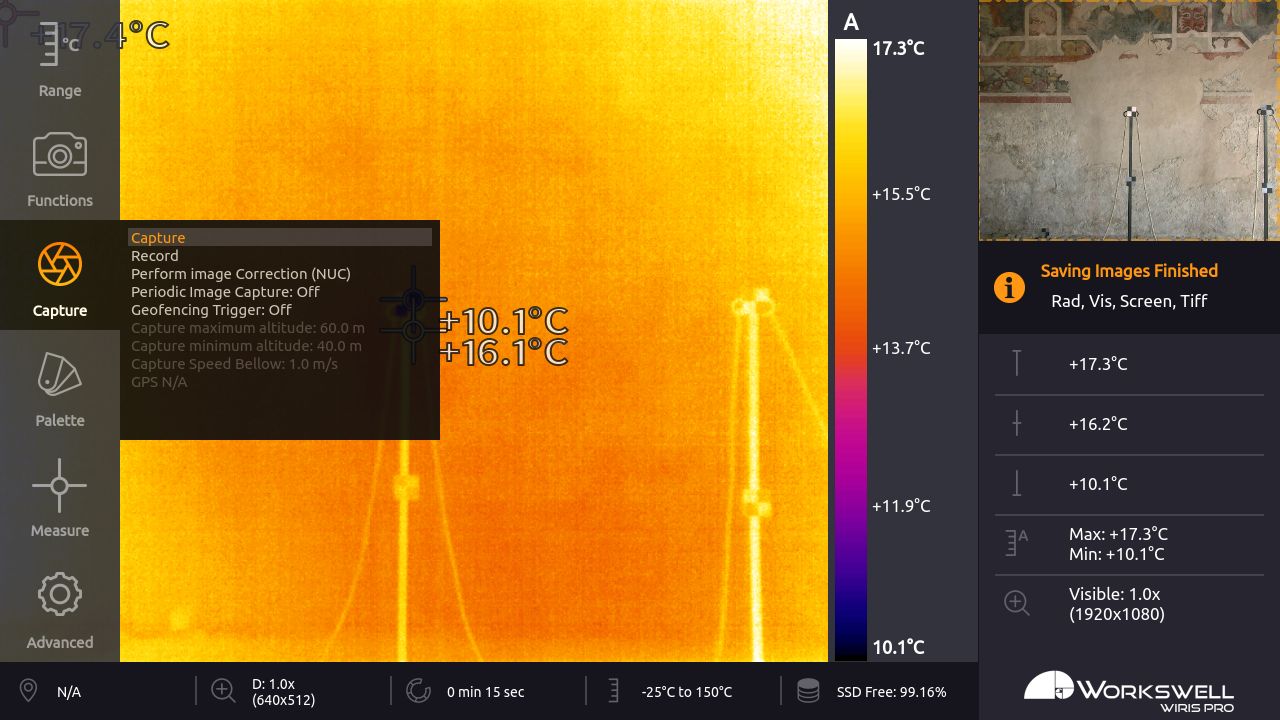 +17.4°C
°C
Range
Functions
Capture
Palette
Measure
Advanced
Capture
Record
Perform image Correction (NUC)
Periodic Image Capture: Off
Geofencing Trigger: Off
Capture maximum altitude: 60.0 m
Capture minimum altitude: 40.0 m
Capture Speed Bellow: 1.0 m/s
GPS N/A
+10.1°C
+16.1°C
A
17.3°C
+15.5°C
+13.7°C
+11.9°C
10.1°C
Saving Images Finished
Rad, Vis, Screen, Tiff
+17.3°C
+16.2°C
+10.1°C
A
Max: +17.3°C
Min: +10.1°C
Visible: 1.0x
(1920x1080)
N/A
D: 1.0x
(640x512)
0 min 15 sec
-25°C to 150°C
SSD Free: 99.16%
WORKSWELL
WIRIS PRO